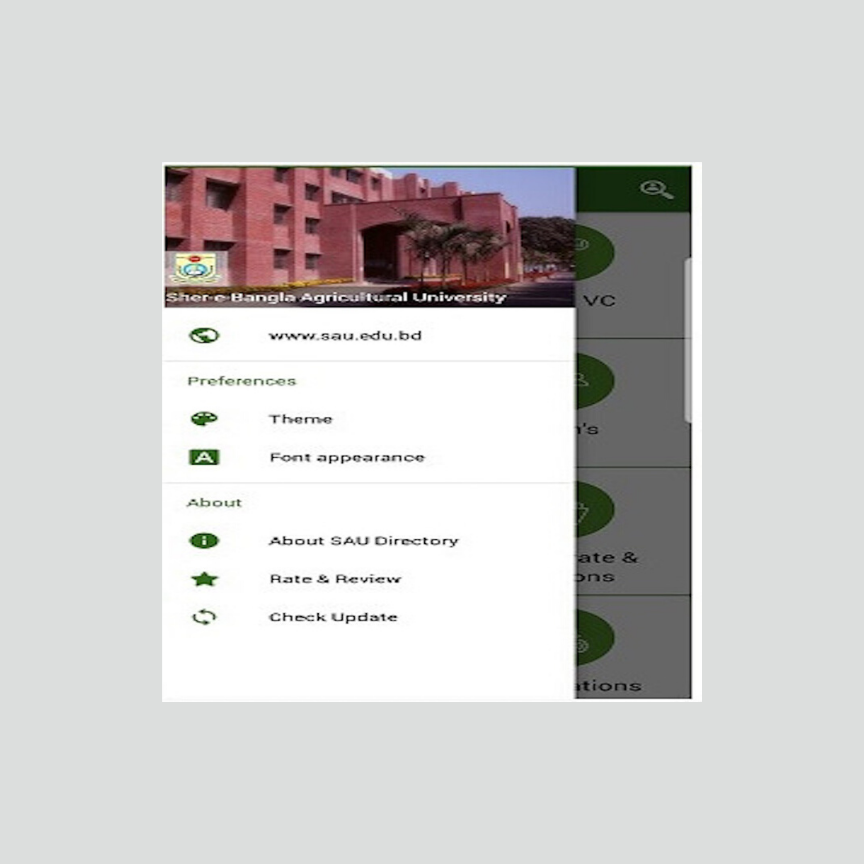 Sher-e-Bangla Agricultural University
www.sau.edu.bd
Preferences
Theme
Font appearance
About
About SAU Directory
Rate & Review
Check Update
VC
n's
rate &
ons
ations